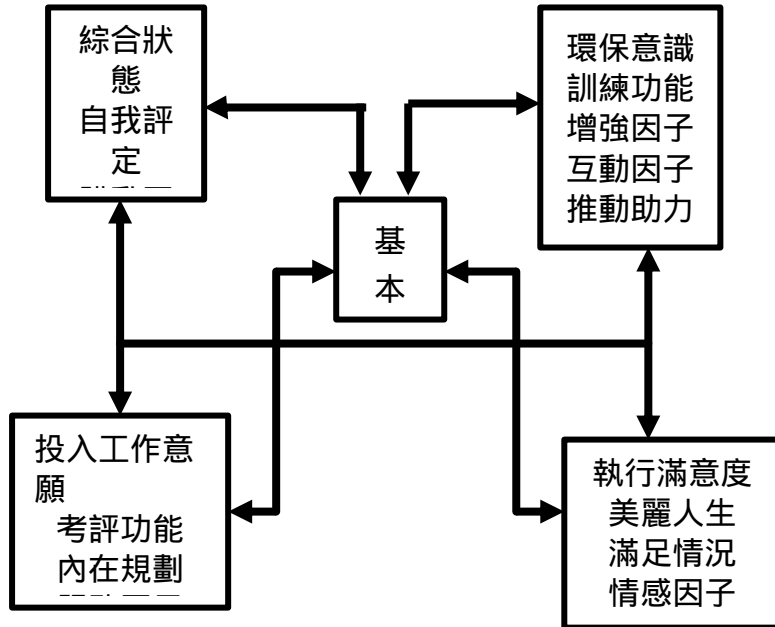 綜合狀
態
自我評
定
環保意識
訓練功能
增強因子
互動因子
推動助力
基
本
投入工作意
願
考評功能
內在規劃
執行滿意度
美麗人生
滿足情況
情感因子